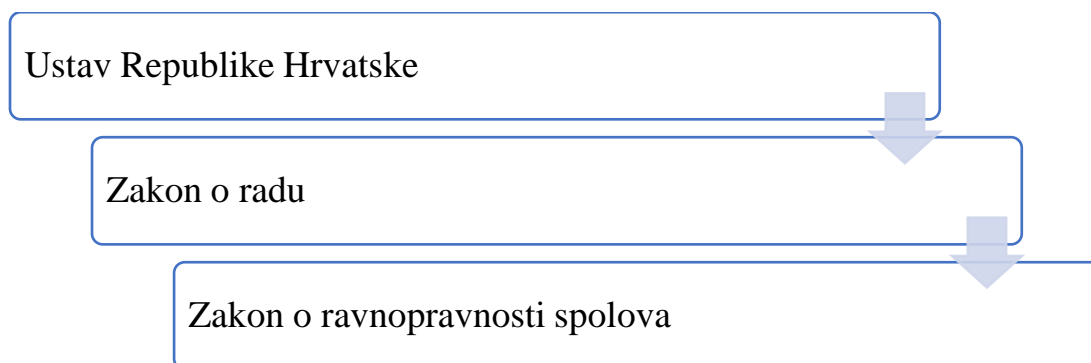 Ustav Republike Hrvatske
Zakon o radu
Zakon o ravnopravnosti spolova